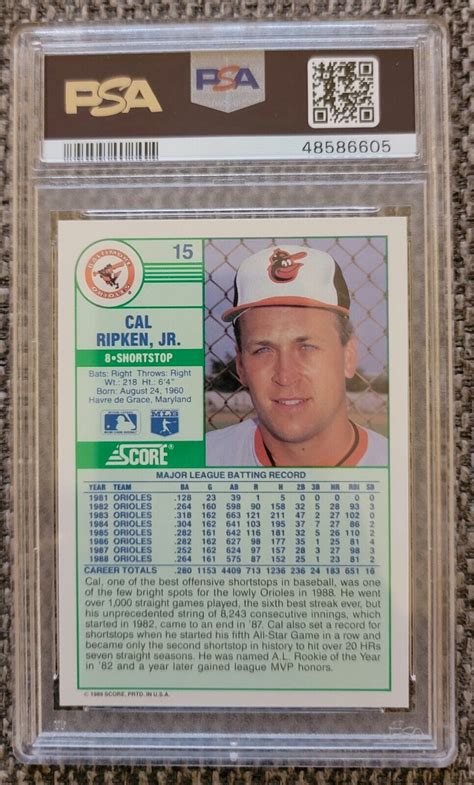 PSA
PSA
48586605
BALTIMORE
ORIOLES
15
CAL
RIPKEN, JR.
8•SHORTSTOP
Bats: Right Throws: Right
Wt.: 218 Ht.: 6'4"
Born: August 24, 1960
Havre de Grace, Maryland
MLB
SCORE®
MAJOR LEAGUE BATTING RECORD
YEAR TEAM BA G AB R H 2B 3B HR RBI SB
1981 ORIOLES .128 23 39 1 5 0 0 0 0 0
1982 ORIOLES .264 160 598 90 158 32 5 28 93 3
1983 ORIOLES .318 162 663 121 211 47 2 27 102 0
1984 ORIOLES .304 162 641 103 195 37 7 27 86 2
1985 ORIOLES .282 161 642 116 181 32 5 26 110 2
1986 ORIOLES .282 162 627 98 177 35 1 25 81 4
1987 ORIOLES .252 162 624 97 157 28 3 27 98 3
1988 ORIOLES .264 161 575 87 152 25 1 23 81 2
CAREER TOTALS .280 1153 4409 713 1236 236 24 183 651 16
Cal, one of the best offensive shortstops in baseball, was one
of the few bright spots for the lowly Orioles in 1988. He went
over 1,000 straight games played, the sixth best streak ever, but
his unprecedented string of 8,243 consecutive innings, which
started in 1982, came to an end in '87. Cal also set a record for
shortstops when he started his fifth All-Star Game in a row and
became only the second shortstop in history to hit over 20 HRs
seven straight seasons. He was named A.L. Rookie of the Year
in '82 and a year later gained league MVP honors.
© 1989 SCORE, PRTD. IN U.S.A.